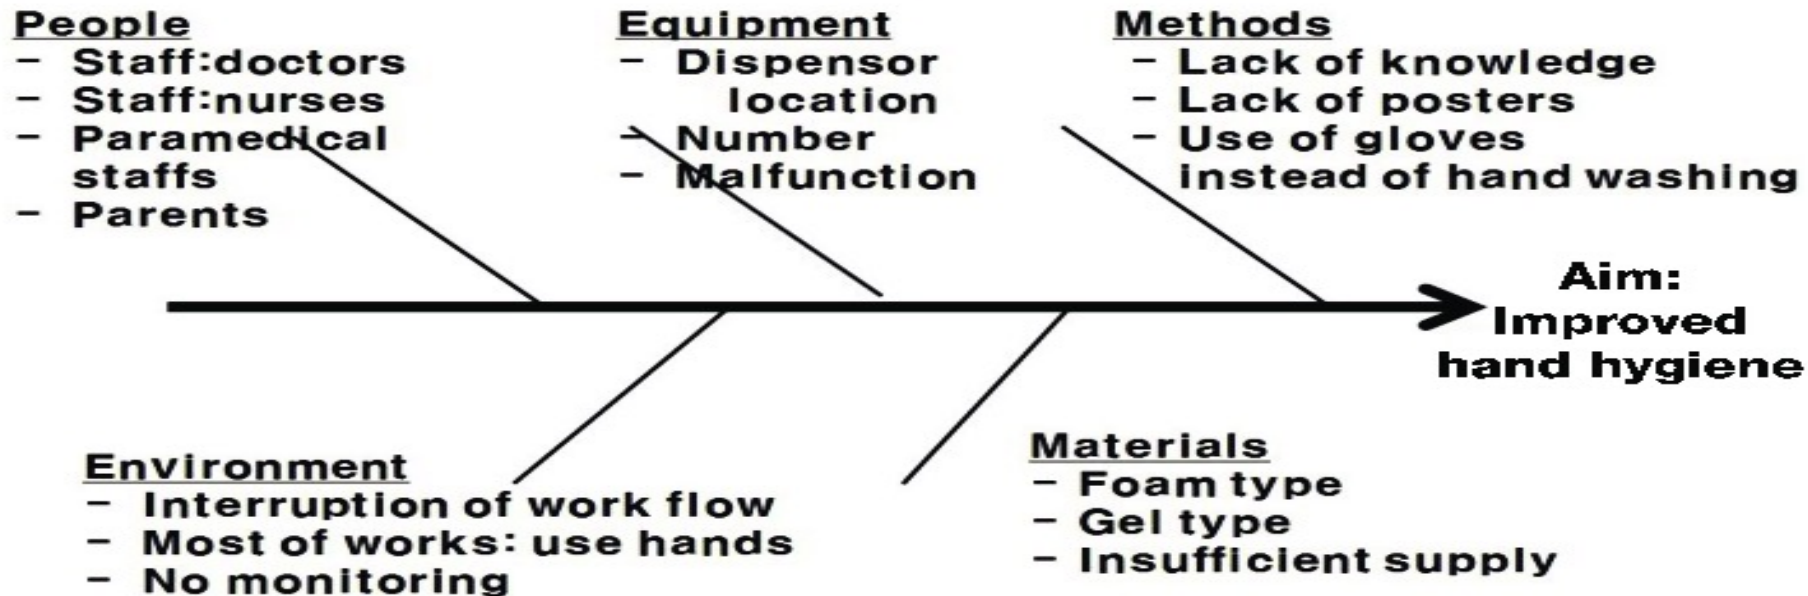 People
- Staff:doctors
- Staff:nurses
- Paramedical
staffs
- Parents
Equipment
- Dispensor
location
- Number
- Malfunction
Methods
- Lack of knowledge
- Lack of posters
- Use of gloves
instead of hand washing
Aim:
Improved
hand hygiene
Environment
- Interruption of work flow
- Most of works: use hands
- No monitoring
Materials
- Foam type
- Gel type
- Insufficient supply